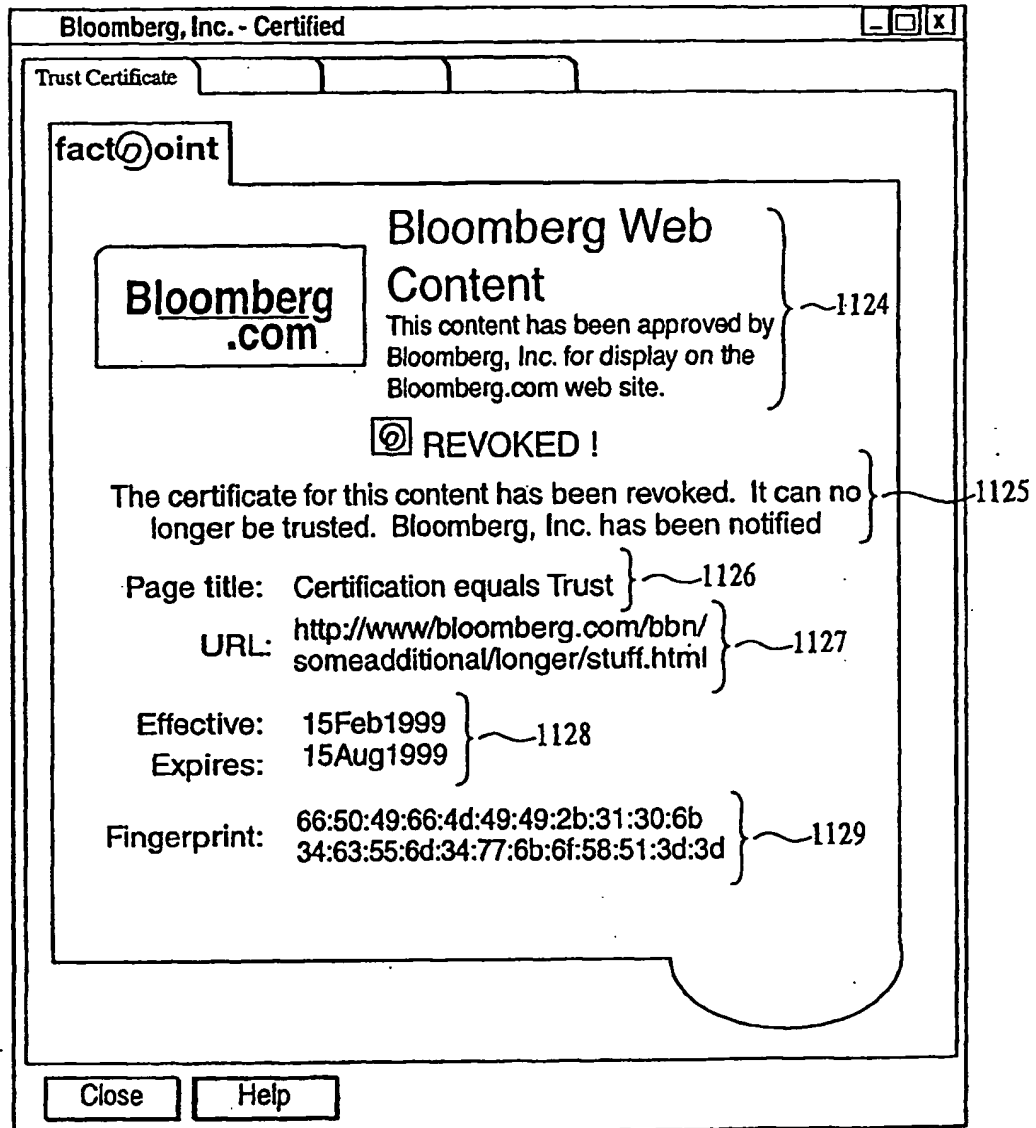 Bloomberg, Inc. - Certified
Trust Certificate
factpoint
Bloomberg
.com
Bloomberg Web
Content
This content has been approved by
Bloomberg, Inc. for display on the
Bloomberg.com web site.
1124
REVOKED !
The certificate for this content has been revoked. It can no
longer be trusted. Bloomberg, Inc. has been notified
1125
Page title: Certification equals Trust
1126
URL: http://www/bloomberg.com/bbn/
someadditional/longer/stuff.html
1127
Effective: 15Feb1999
Expires: 15Aug1999
1128
Fingerprint: 66:50:49:66:4d:49:49:2b:31:30:6b
34:63:55:6d:34:77:6b:6f:58:51:3d:3d
1129
Close Help